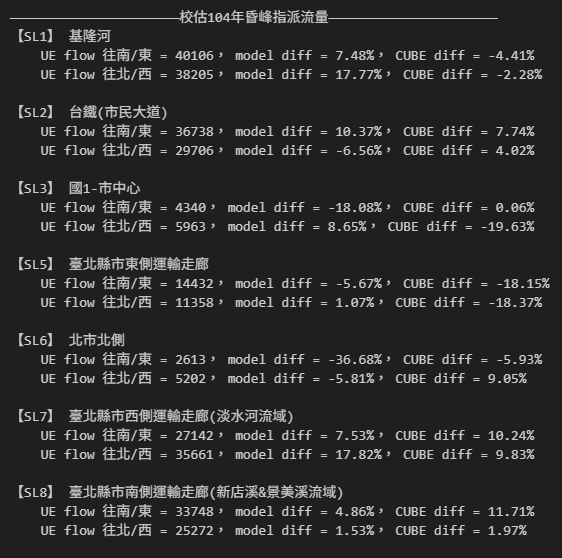 ————————————————————校估104年昏峰指派流量————————————————————
【SL1】 基隆河
UE flow 往南/東 = 40106, model diff = 7.48%, CUBE diff = -4.41%
UE flow 往北/西 = 38205, model diff = 17.77%, CUBE diff = -2.28%
【SL2】 台鐵(市民大道)
UE flow 往南/東 = 36738, model diff = 10.37%, CUBE diff = 7.74%
UE flow 往北/西 = 29706, model diff = -6.56%, CUBE diff = 4.02%
【SL3】 國1-市中心
UE flow 往南/東 = 4340, model diff = -18.08%, CUBE diff = 0.06%
UE flow 往北/西 = 5963, model diff = 8.65%, CUBE diff = -19.63%
【SL5】 臺北縣市東側運輸走廊
UE flow 往南/東 = 14432, model diff = -5.67%, CUBE diff = -18.15%
UE flow 往北/西 = 11358, model diff = 1.07%, CUBE diff = -18.37%
【SL6】 北市北側
UE flow 往南/東 = 2613, model diff = -36.68%, CUBE diff = -5.93%
UE flow 往北/西 = 5202, model diff = -5.81%, CUBE diff = 9.05%
【SL7】 臺北縣市西側運輸走廊(淡水河流域)
UE flow 往南/東 = 27142, model diff = 7.53%, CUBE diff = 10.24%
UE flow 往北/西 = 35661, model diff = 17.82%, CUBE diff = 9.83%
【SL8】 臺北縣市南側運輸走廊(新店溪&景美溪流域)
UE flow 往南/東 = 33748, model diff = 4.86%, CUBE diff = 11.71%
UE flow 往北/西 = 25272, model diff = 1.53%, CUBE diff = 1.97%